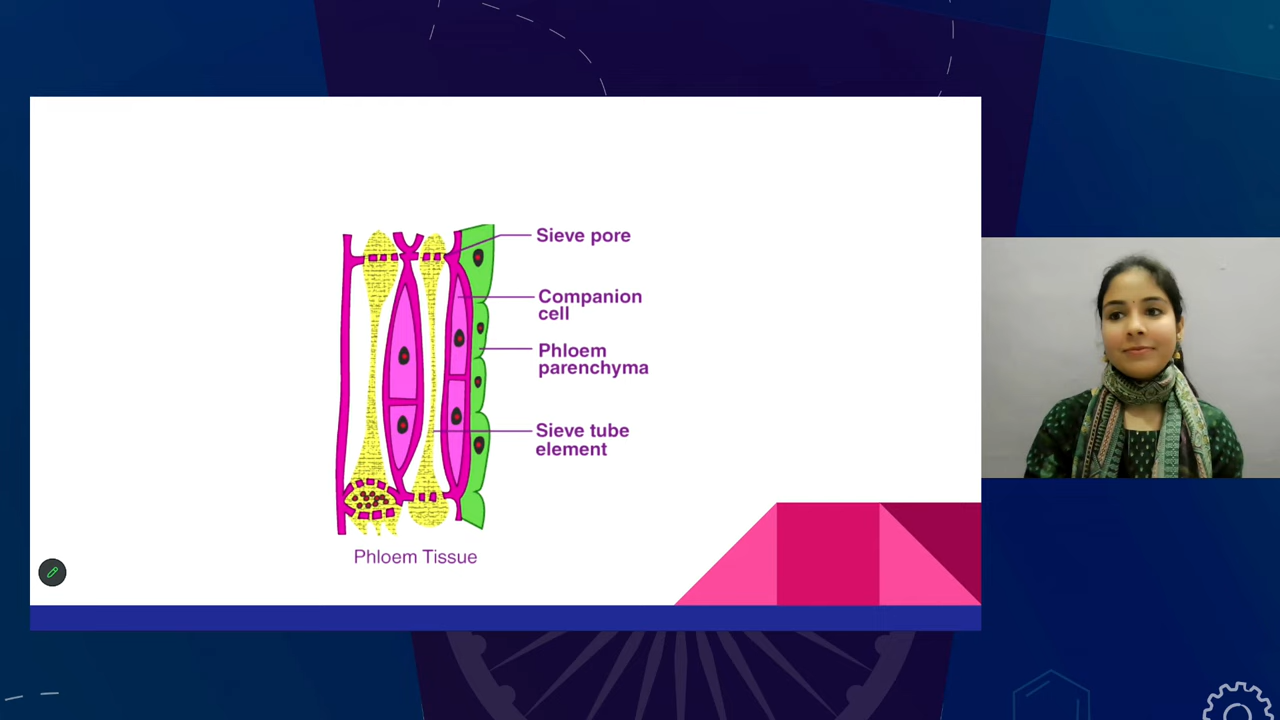 Sieve pore
Companion
cell
Phloem
parenchyma
Sieve tube
element
Phloem Tissue